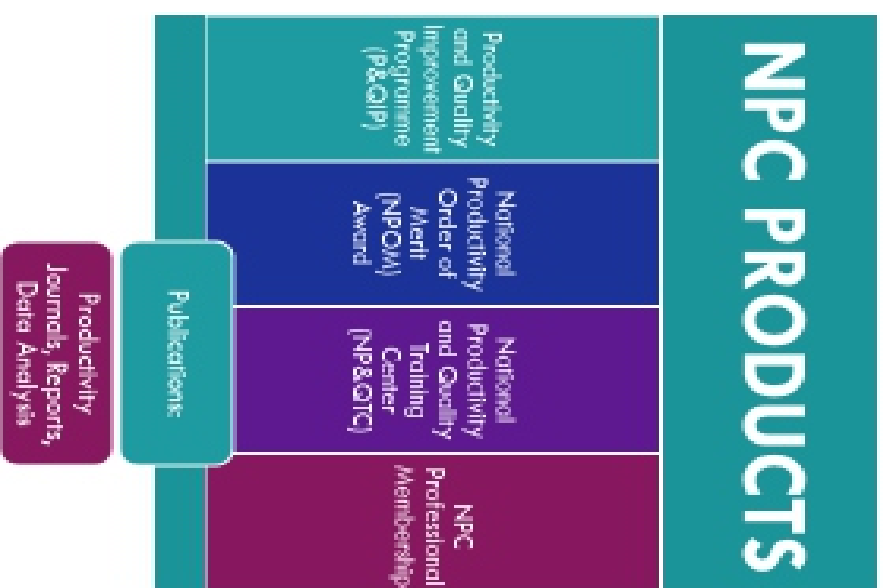 NPC PRODUCTS
Productivity
and Quality
Improvement
Programme
(P&QIP)
National
Productivity
Order of
Merit
(NPOM)
Award
National
Productivity
and Quality
Training
Center
(NP&QTC)
NPC
Professional
Membership
Publications:
Productivity
Journals, Reports,
Data Analysis